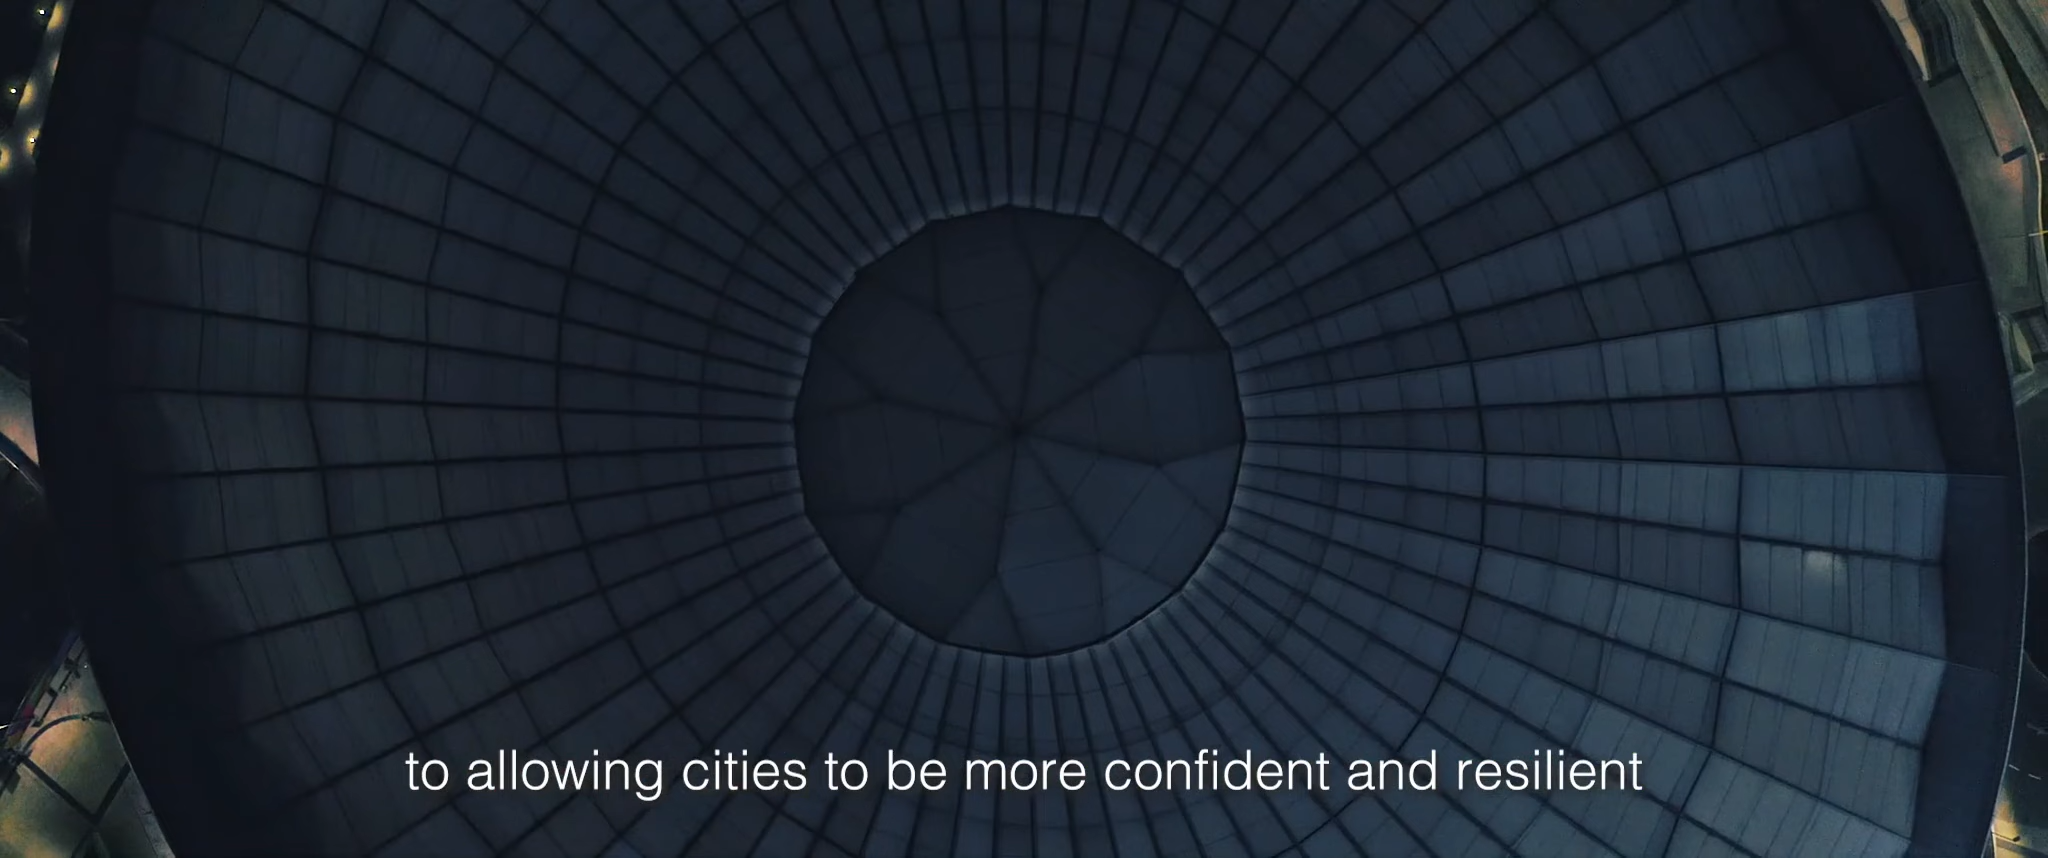 to allowing cities to be more confident and resilient